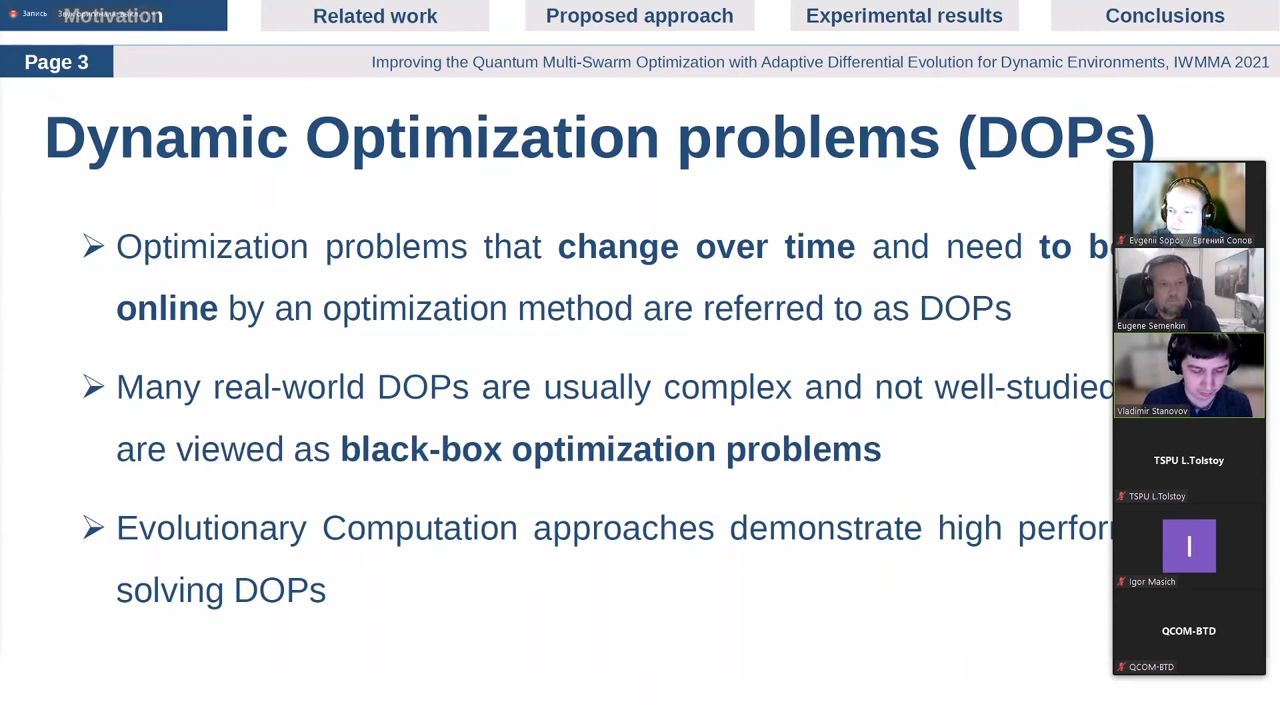 Запись
Motivation
Related work
Proposed approach
Experimental results
Conclusions
Page 3
Improving the Quantum Multi-Swarm Optimization with Adaptive Differential Evolution for Dynamic Environments, IWMMA 2021
Dynamic Optimization problems (DOPs)
➢ Optimization problems that change over time and need to be
online by an optimization method are referred to as DOPs
➢ Many real-world DOPs are usually complex and not well-studied
are viewed as black-box optimization problems
➢ Evolutionary Computation approaches demonstrate high perfor
solving DOPs
Evgenii Sopov / Евгений Сопов
Eugene Semenkin
Vladimir Stanovov
TSPU L.Tolstoy
TSPU L.Tolstoy
I
Igor Masich
QCOM-BTD
QCOM-BTD